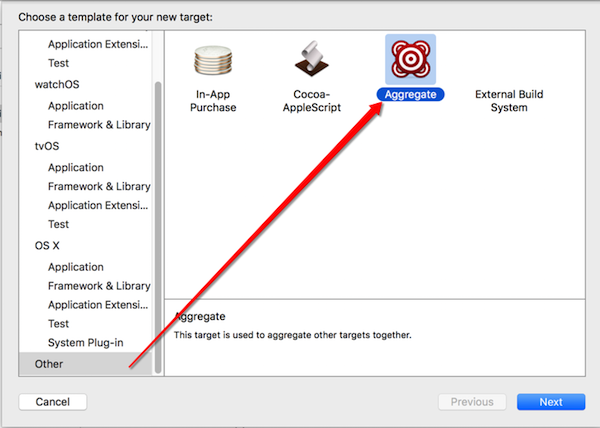 Choose a template for your new target:
Application Extensi...
Test
watchOS
Application
Framework & Library
tvOS
Application
Framework & Library
Application Extensi...
Test
OS X
Application
Framework & Library
Application Extensi...
Test
System Plug-in
Other
In-App
Purchase
Cocoa-
AppleScript
Aggregate
External Build
System
Aggregate
This target is used to aggregate other targets together.
Cancel
Previous
Next